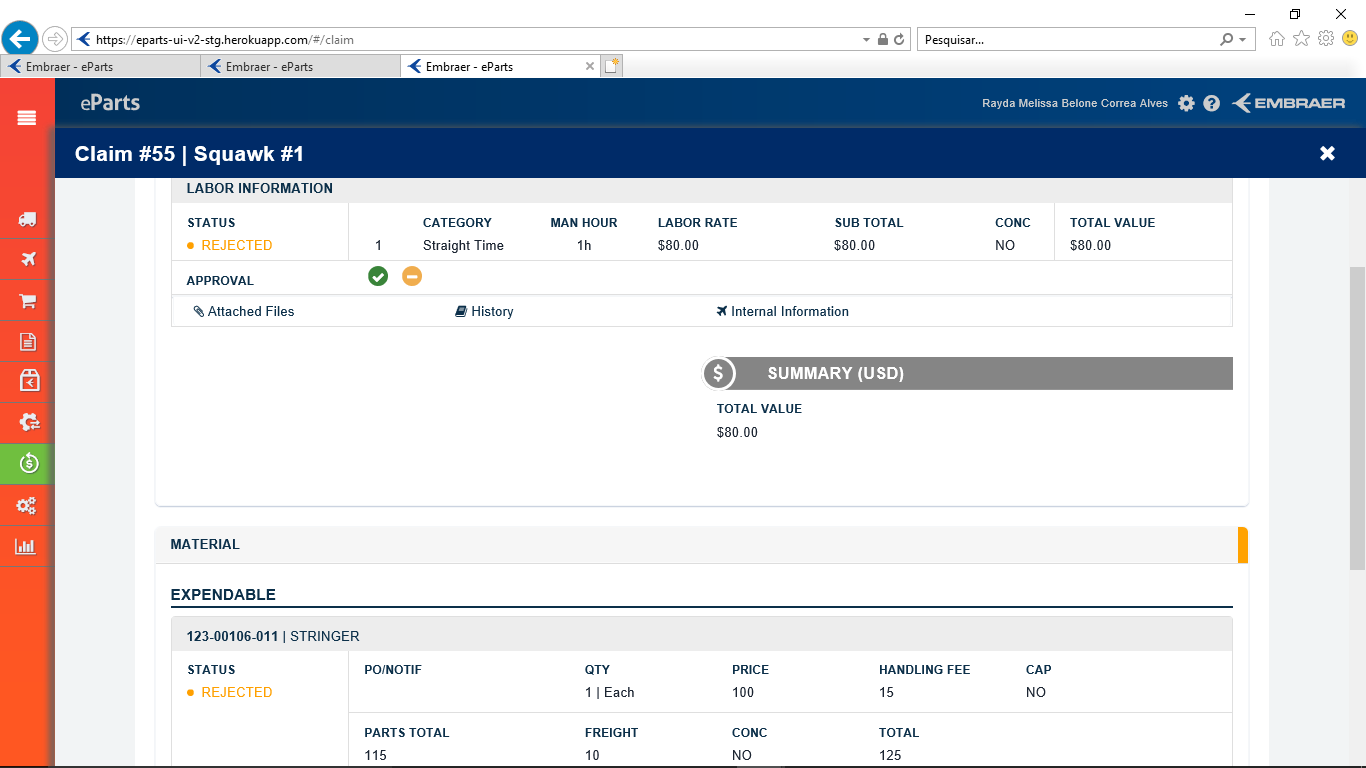 https://eparts-ui-v2-stg.herokuapp.com/#/claim
Pesquisar...
Embraer - eParts
Embraer - eParts
Embraer - eParts
eParts
Rayda Melissa Belone Correa Alves
EMBRAER
Claim #55 | Squawk #1
LABOR INFORMATION
STATUS CATEGORY MAN HOUR LABOR RATE SUB TOTAL CONC TOTAL VALUE
REJECTED 1 Straight Time 1h $80.00 $80.00 NO $80.00
APPROVAL
Attached Files History Internal Information
$ SUMMARY (USD)
TOTAL VALUE
$80.00
MATERIAL
EXPENDABLE
123-00106-011 | STRINGER
STATUS PO/NOTIF QTY PRICE HANDLING FEE CAP
REJECTED 1 | Each 100 15 NO
PARTS TOTAL FREIGHT CONC TOTAL
115 10 NO 125